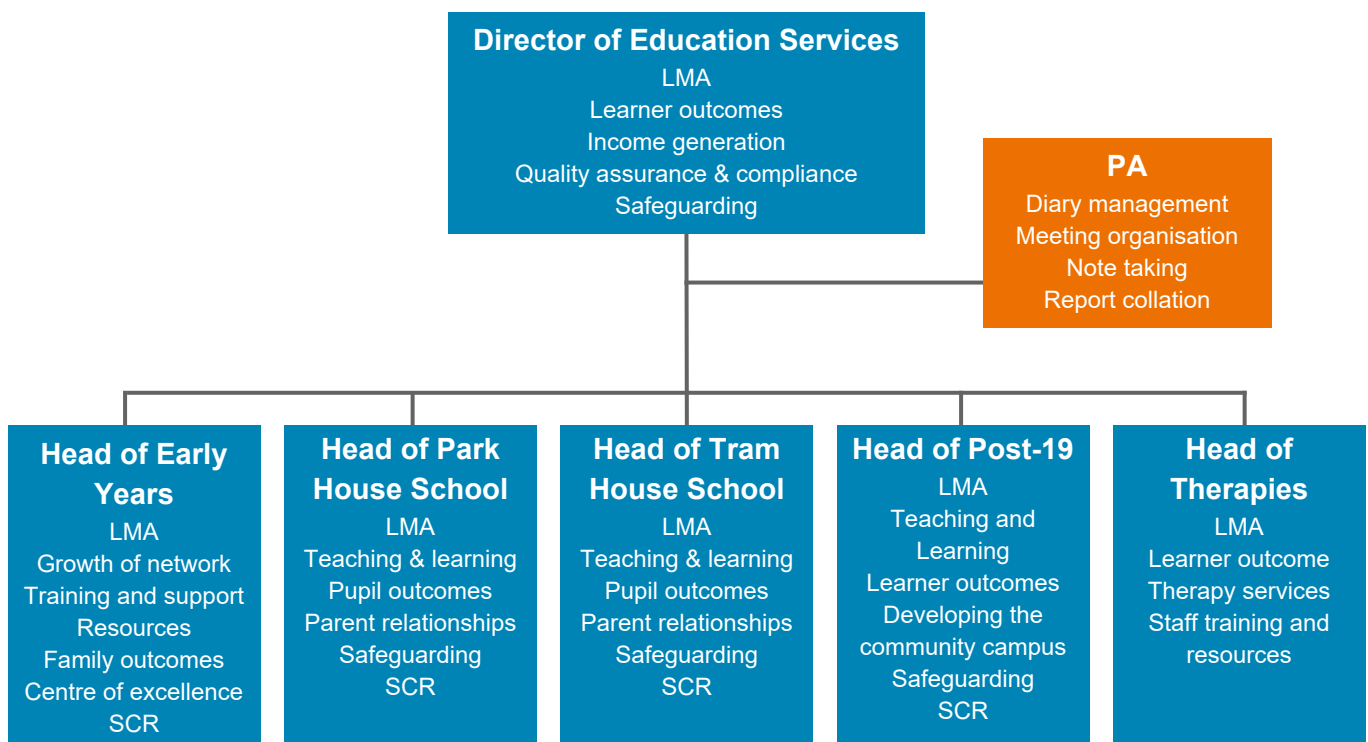 Director of Education Services
LMA
Learner outcomes
Income generation
Quality assurance & compliance
Safeguarding
PA
Diary management
Meeting organisation
Note taking
Report collation
Head of Early
Years
LMA
Growth of network
Training and support
Resources
Family outcomes
Centre of excellence
SCR
Head of Park
House School
LMA
Teaching & learning
Pupil outcomes
Parent relationships
Safeguarding
SCR
Head of Tram
House School
LMA
Teaching & learning
Pupil outcomes
Parent relationships
Safeguarding
SCR
Head of Post-19
LMA
Teaching and
Learning
Learner outcomes
Developing the
community campus
Safeguarding
SCR
Head of
Therapies
LMA
Learner outcome
Therapy services
Staff training and
resources